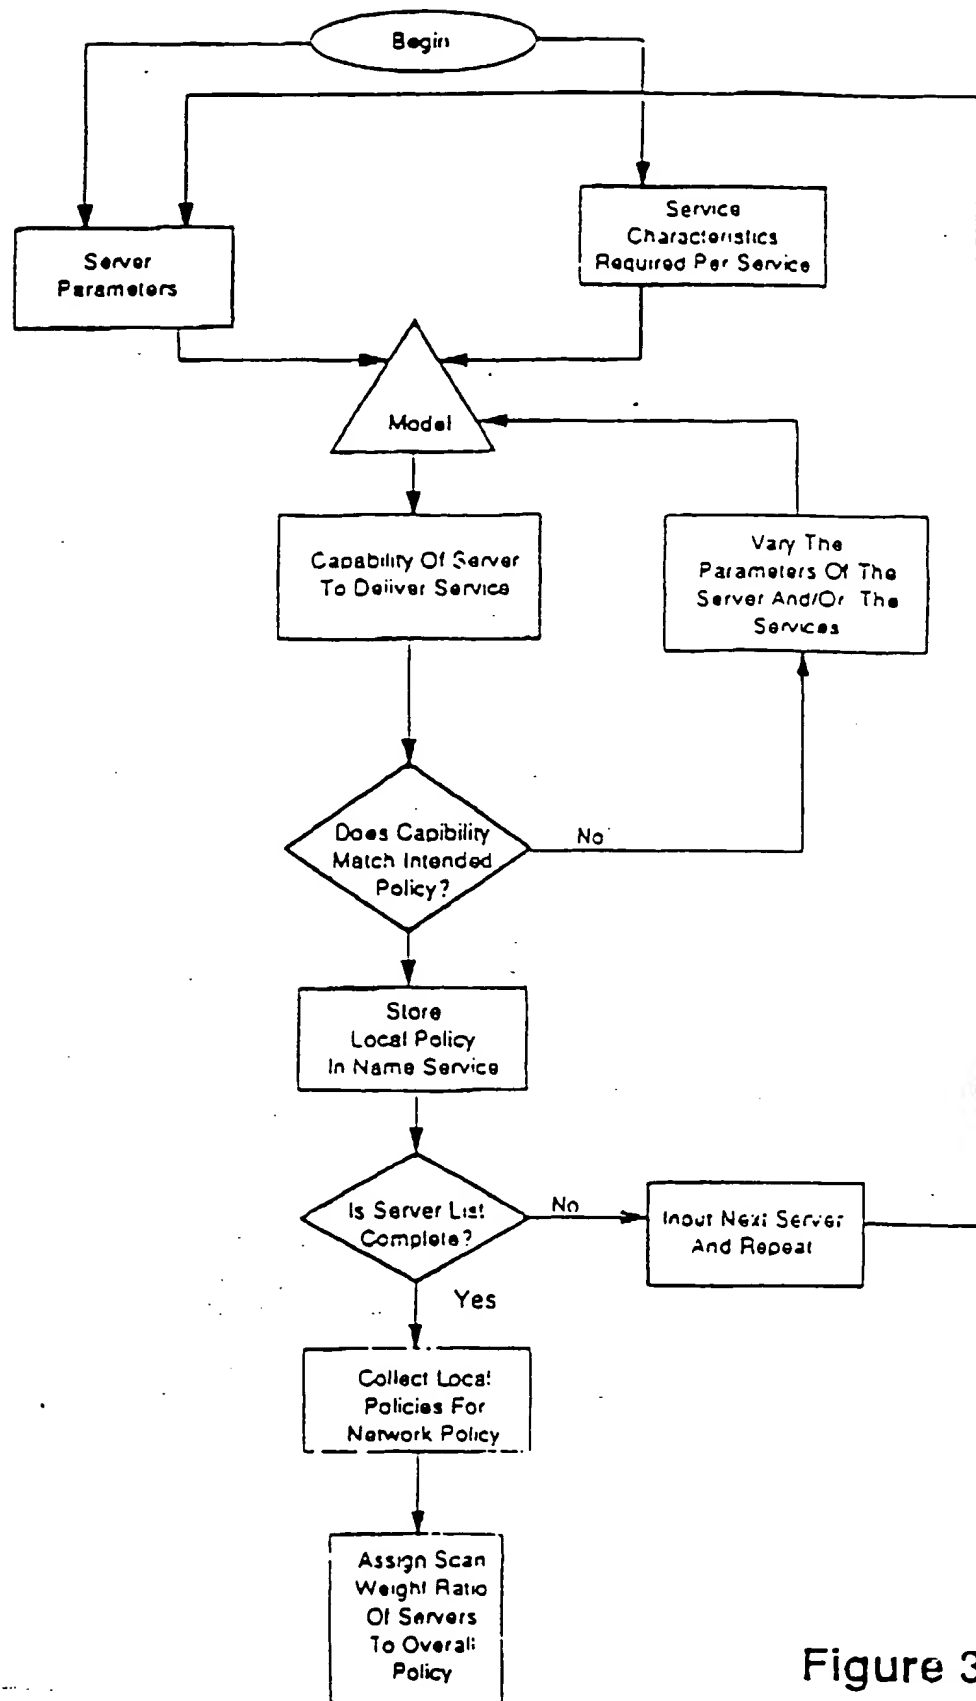 Begin
Service
Characteristics
Required Per Service
Server
Parameters
Model
Capability Of Server
To Deliver Service
Vary The
Parameters Of The
Server And/Or The
Services
Does Capibility
Match Intended
Policy?
No
Store
Local Policy
In Name Service
Is Server List
Complete?
No
Input Next Server
And Repeat
Yes
Collect Local
Policies For
Network Policy
Assign Scan
Weight Ratio
Of Servers
To Overall
Policy
Figure 3